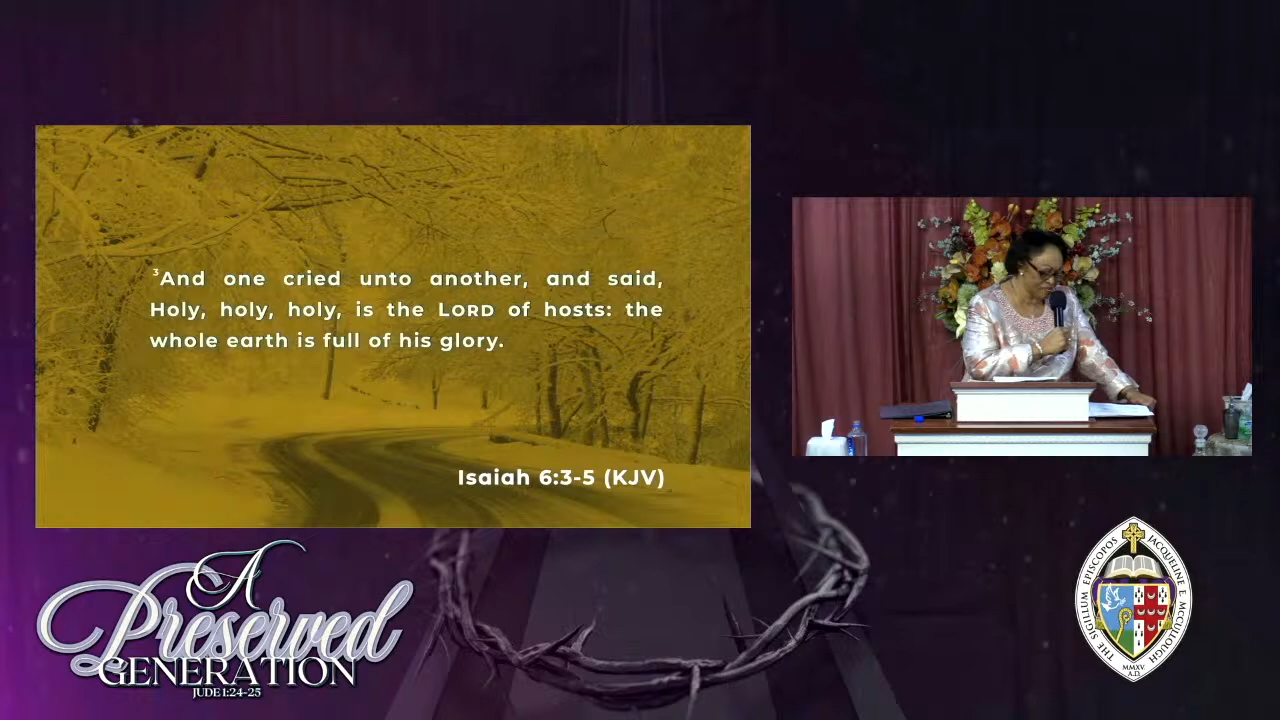 ³And one cried unto another, and said,
Holy, holy, holy, is the LORD of hosts: the
whole earth is full of his glory.
Isaiah 6:3-5 (KJV)
A
Preserved
GENERATION
JUDE 1:24-25
THE SIGILLUM EPISCOPOS JACQUELINE E. MCCULLOUGH
MMXV
A.D.